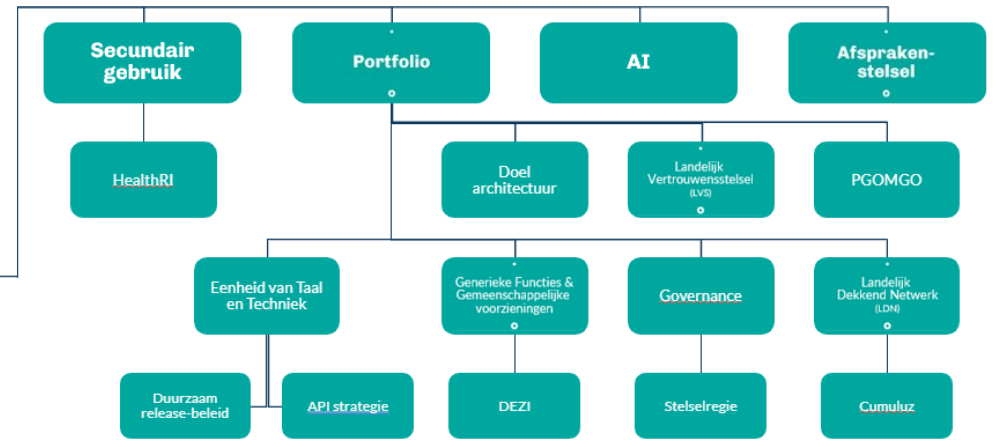 Secundair
gebruik
Portfolio
AI
Afspraken-
stelsel
HealthRI
Doel
architectuur
Landelijk
Vertrouwensstelsel
(LVS)
PGOMGO
Eenheid van Taal
en Techniek
Generieke Functies &
Gemeenschappelijke
voorzieningen
Governance
Landelijk
Dekkend Netwerk
(LDN)
Duurzaam
release-beleid
API strategie
DEZI
Stelselregie
Cumuluz